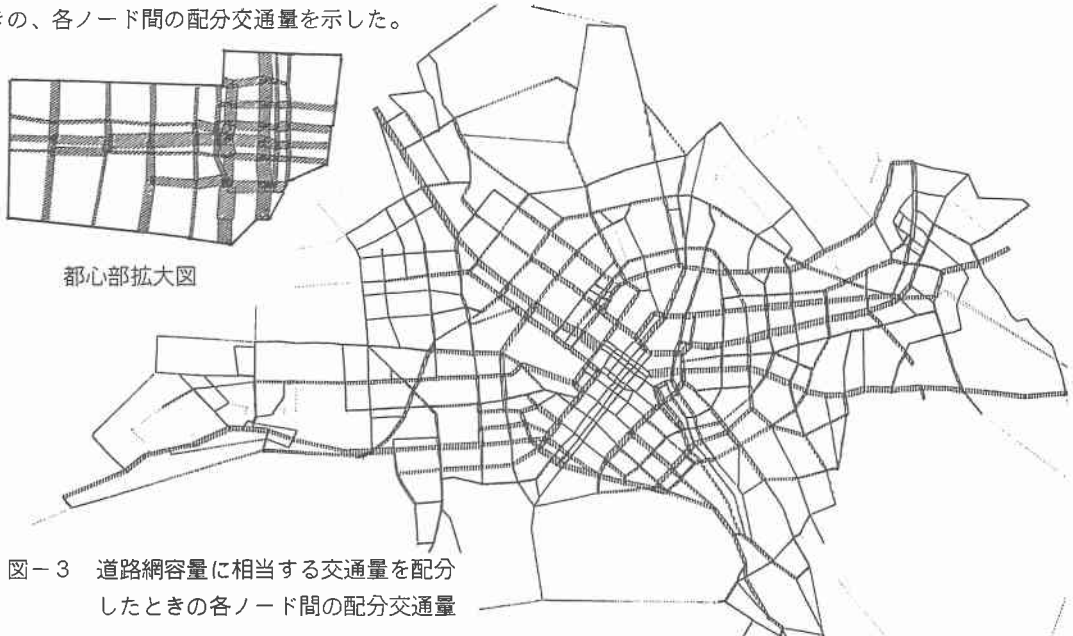 きの、各ノード間の配分交通量を示した。
都心部拡大図
図-3 道路網容量に相当する交通量を配分
したときの各ノード間の配分交通量